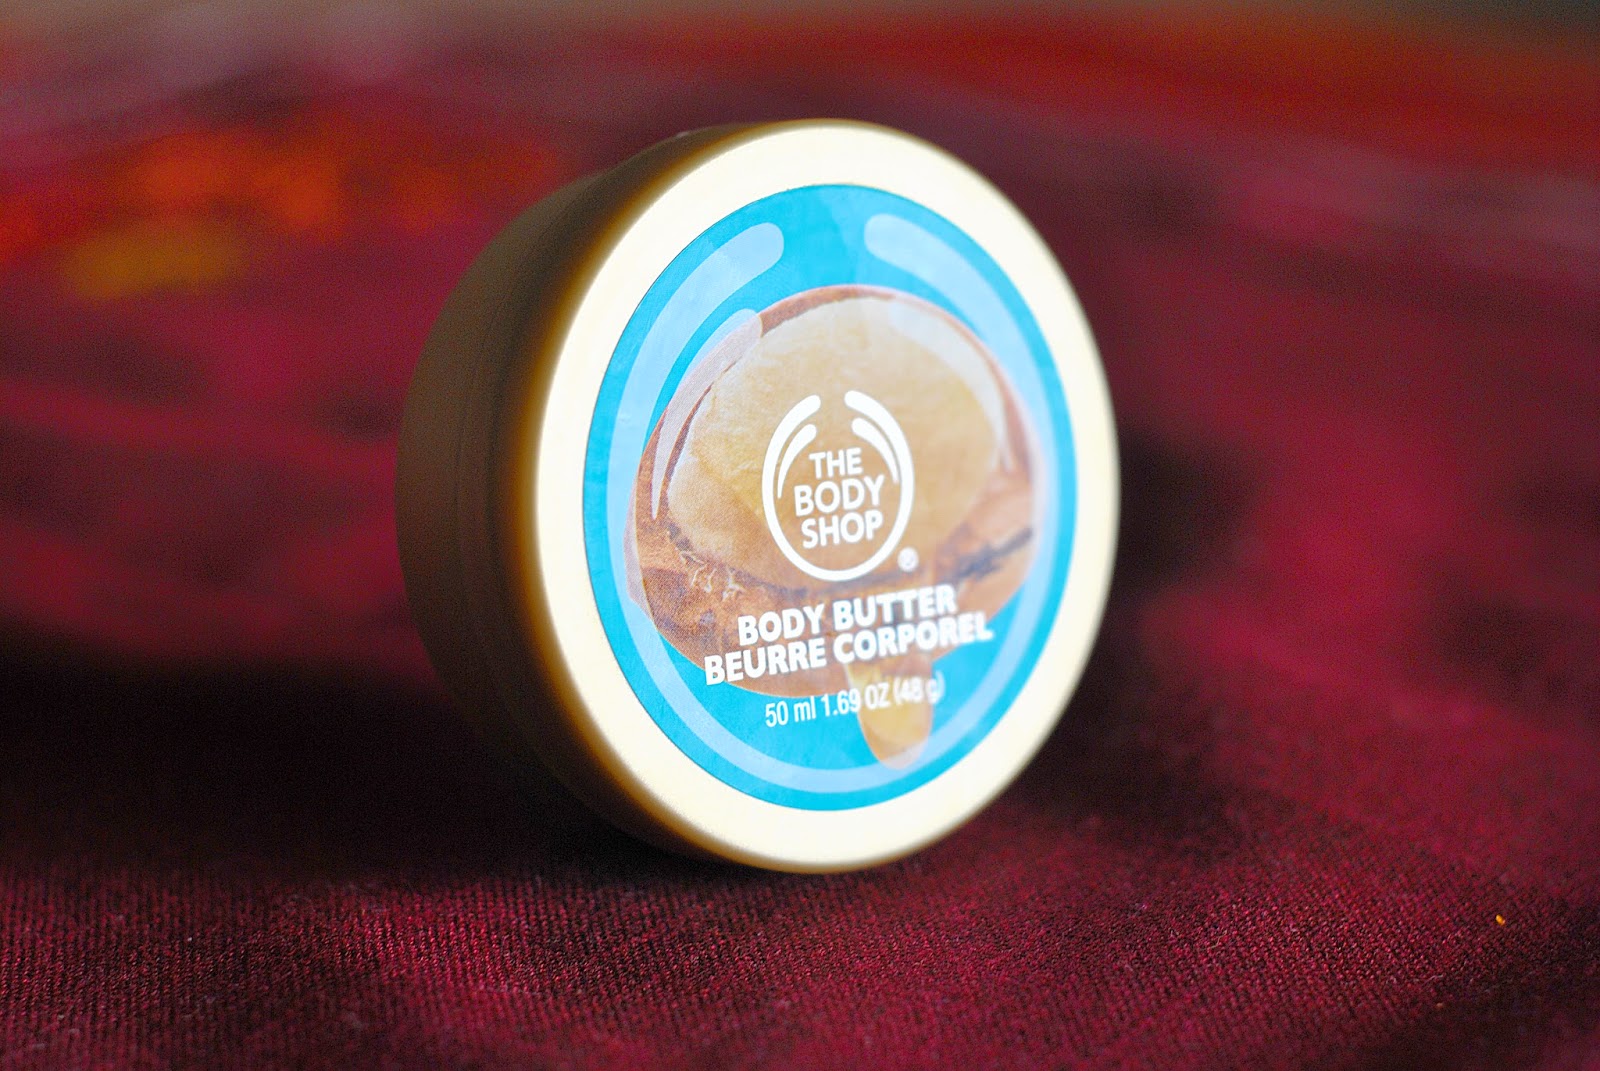 THE
BODY
SHOP
®
BODY BUTTER
BEURRE CORPOREL
50 ml 1.69 OZ (48 g)